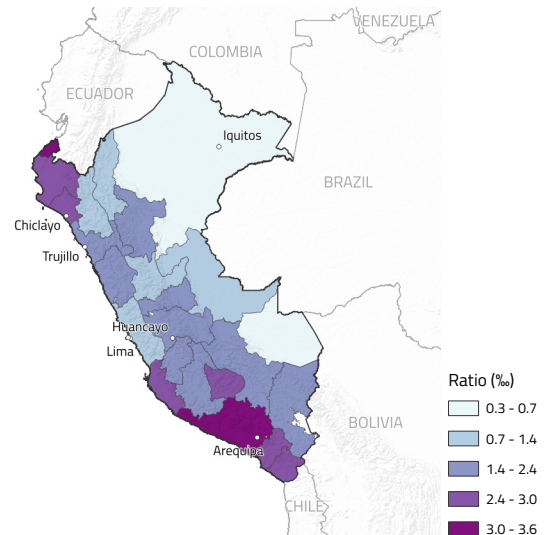 VENEZUELA
COLOMBIA
ECUADOR
Iquitos
BRAZIL
Chiclayo
Trujillo
Huancayo
Lima
Ratio (‰)
0.3 - 0.7
0.7 - 1.4
BOLIVIA
1.4 - 2.4
Arequipa
2.4 - 3.0
CHILE
3.0 - 3.6